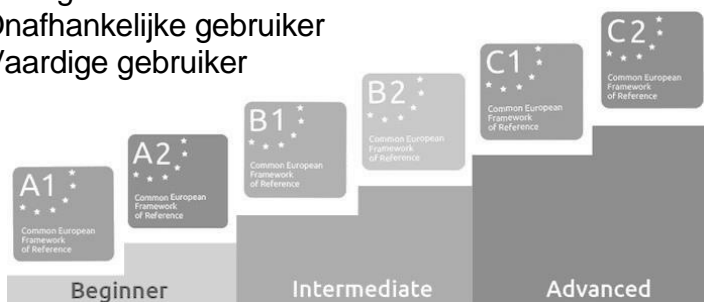 Onafhankelijke gebruiker
Vaardige gebruiker
C2
Common European
Framework
of Reference
C1
Common European
Framework
of Reference
B2
Common European
Framework
of Reference
B1
Common European
Framework
of Reference
A2
Common European
Framework
of Reference
A1
Common European
Framework
of Reference
Beginner
Intermediate
Advanced